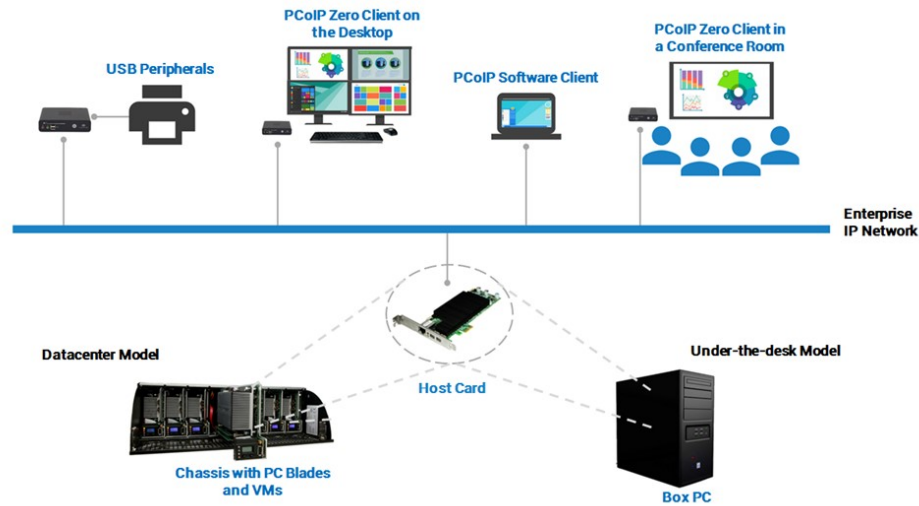 PCoIP Zero Client on
the Desktop
PCoIP Zero Client in
a Conference Room
USB Peripherals
PCoIP Software Client
Enterprise
IP Network
Datacenter Model
Under-the-desk Model
Host Card
Chassis with PC Blades
and VMs
Box PC